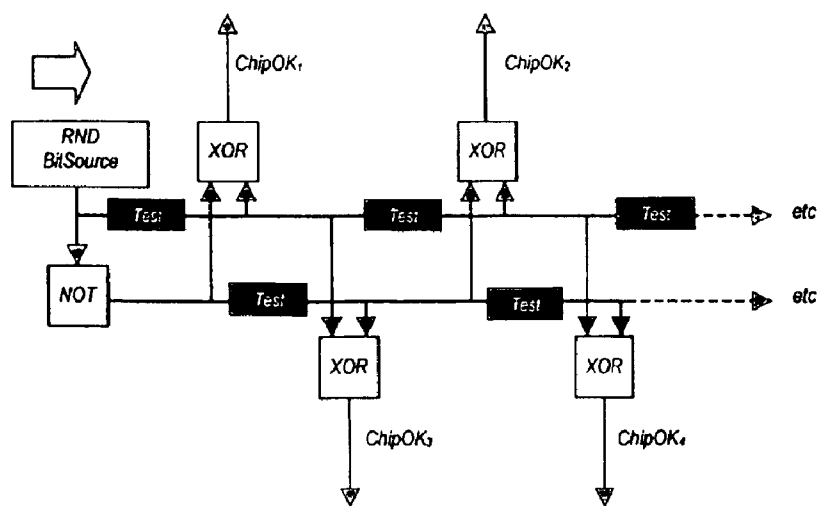 ChipOK₁
ChipOK₂
RND
BitSource
XOR
XOR
Test
Test
Test
etc
NOT
Test
Test
etc
XOR
XOR
ChipOK₃
ChipOK₄